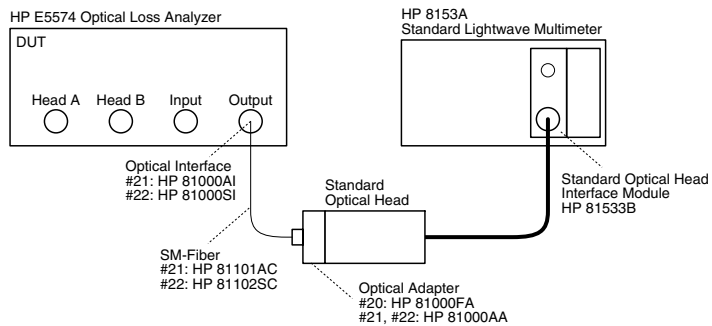 HP E5574 Optical Loss Analyzer
DUT
Head A Head B Input Output
HP 8153A
Standard Lightwave Multimeter
Optical Interface
#21: HP 81000AI
#22: HP 81000SI
Standard
Optical Head
Standard Optical Head
Interface Module
HP 81533B
SM-Fiber
#21: HP 81101AC
#22: HP 81102SC
Optical Adapter
#20: HP 81000FA
#21, #22: HP 81000AA